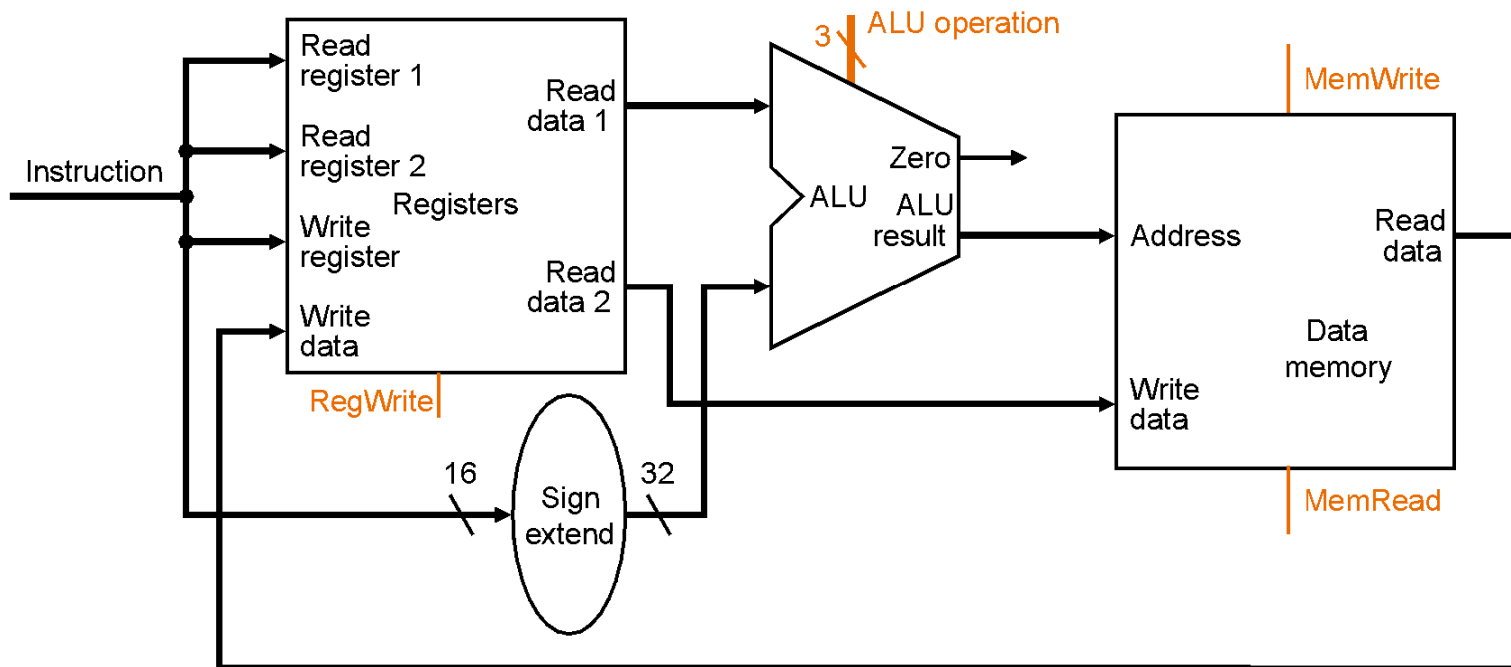 Instruction
Read
register 1
Read
register 2
Registers
Write
register
Write
data
Read
data 1
Read
data 2
RegWrite
16
Sign
extend
32
3
ALU operation
Zero
ALU
ALU
result
MemWrite
Address
Read
data
Data
memory
Write
data
MemRead